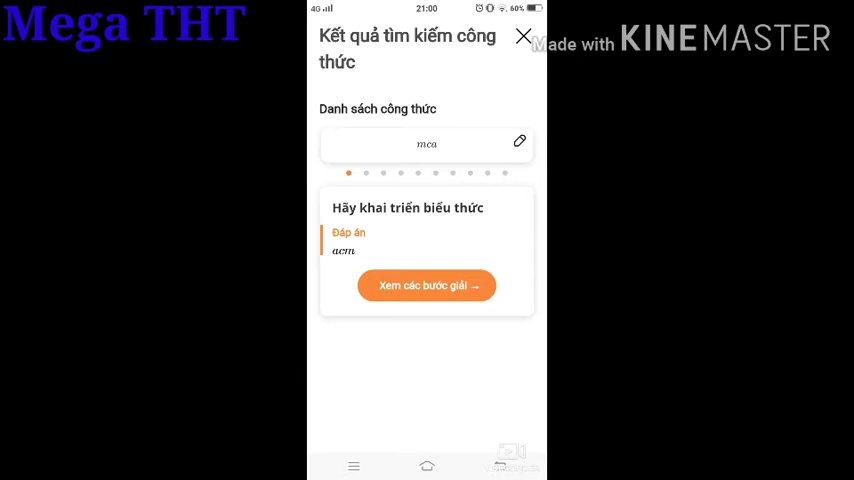 Mega THT
4G
21:00
60%
Kết quả tìm kiếm công
thức
Made with KINEMASTER
Danh sách công thức
mca
Hãy khai triển biểu thức
Đáp án
acm
Xem các bước giải →